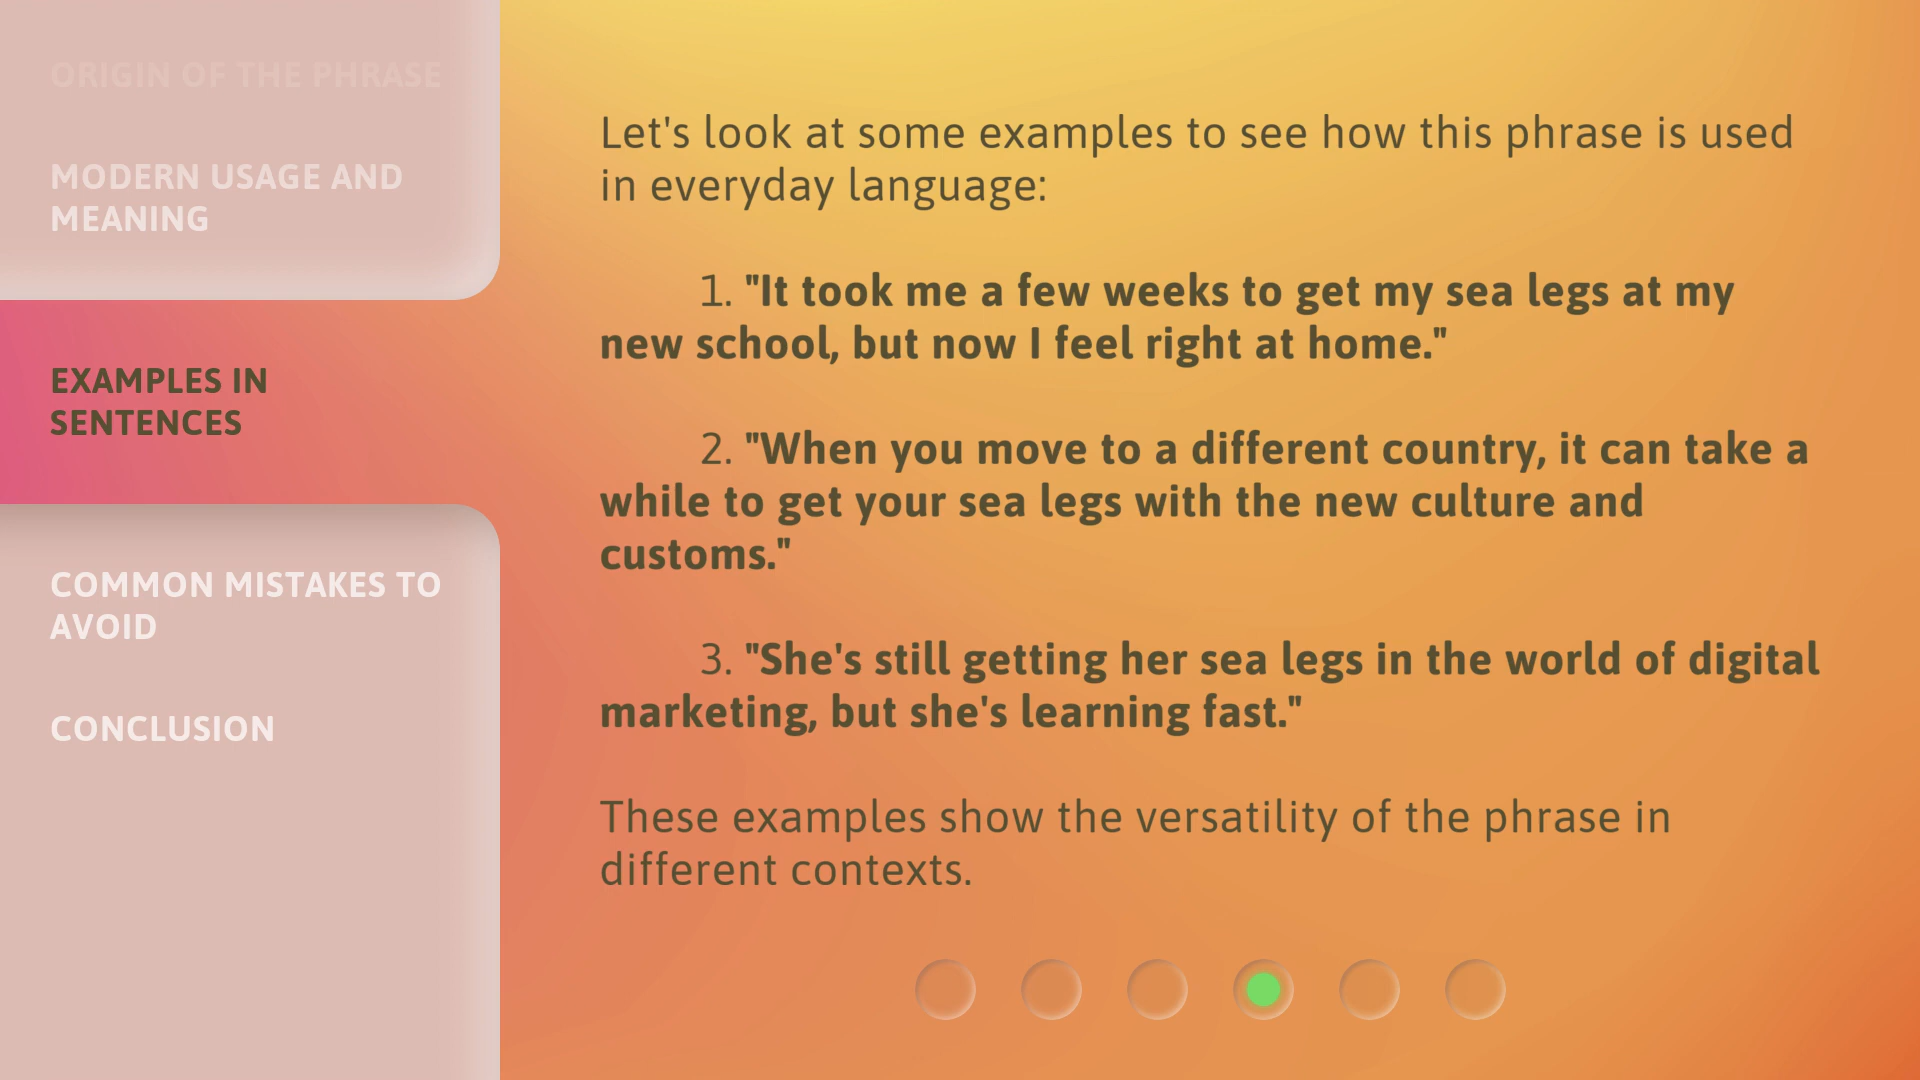 ORIGIN OF THE PHRASE
MODERN USAGE AND
MEANING
EXAMPLES IN
SENTENCES
COMMON MISTAKES TO
AVOID
CONCLUSION
Let's look at some examples to see how this phrase is used
in everyday language:
1. "It took me a few weeks to get my sea legs at my
new school, but now I feel right at home."
2. "When you move to a different country, it can take a
while to get your sea legs with the new culture and
customs."
3. "She's still getting her sea legs in the world of digital
marketing, but she's learning fast."
These examples show the versatility of the phrase in
different contexts.